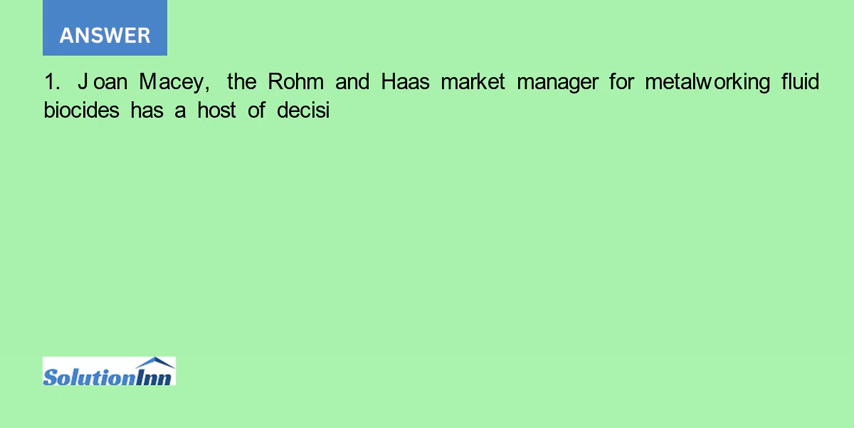 ANSWER
1. Joan Macey, the Rohm and Haas market manager for metalworking fluid
biocides has a host of decisi
SolutionInn